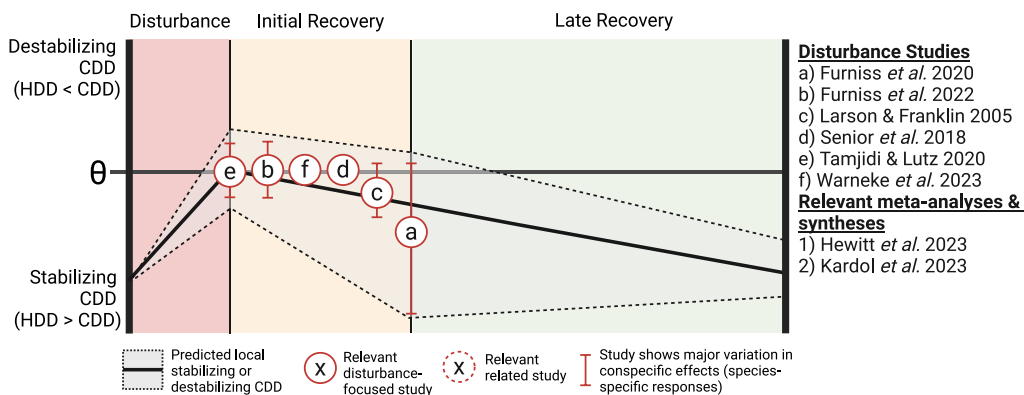 Disturbance
Initial Recovery
Late Recovery
Destabilizing
CDD
(HDD < CDD)
θ
Stabilizing
CDD
(HDD > CDD)
e
b
f
d
c
a
Disturbance Studies
a) Furniss et al. 2020
b) Furniss et al. 2022
c) Larson & Franklin 2005
d) Senior et al. 2018
e) Tamjidi & Lutz 2020
f) Warneke et al. 2023
Relevant meta-analyses &
syntheses
1) Hewitt et al. 2023
2) Kardol et al. 2023
Predicted local
stabilizing or
destabilizing CDD
X
Relevant
disturbance-
focused study
X
Relevant
related study
Study shows major variation in
conspecific effects (species-
specific responses)